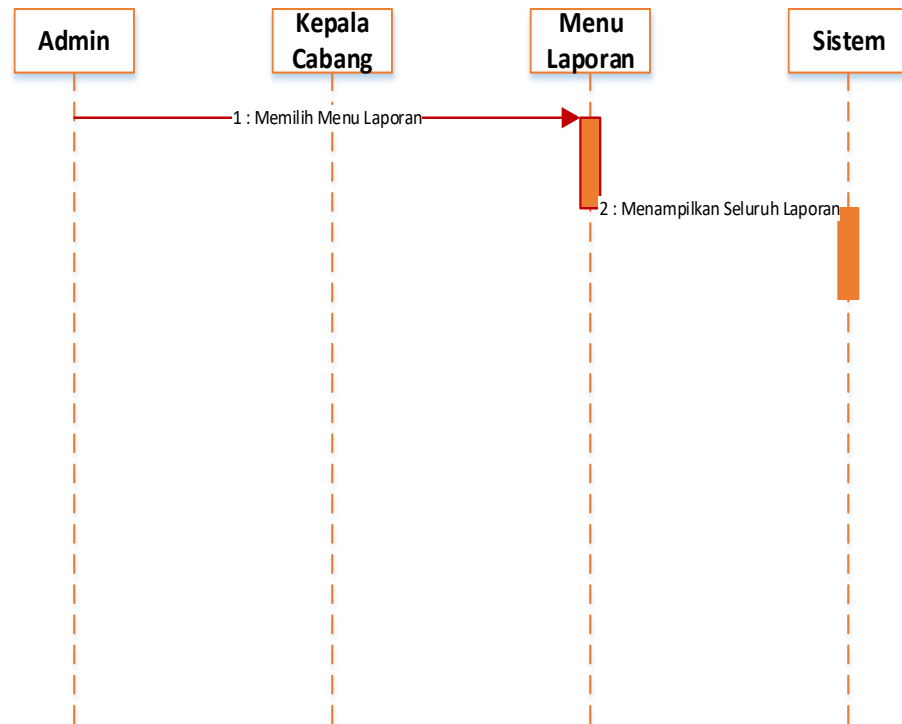 Admin
Kepala
Cabang
Menu
Laporan
Sistem
1 : Memilih Menu Laporan
2 : Menampilkan Seluruh Laporan